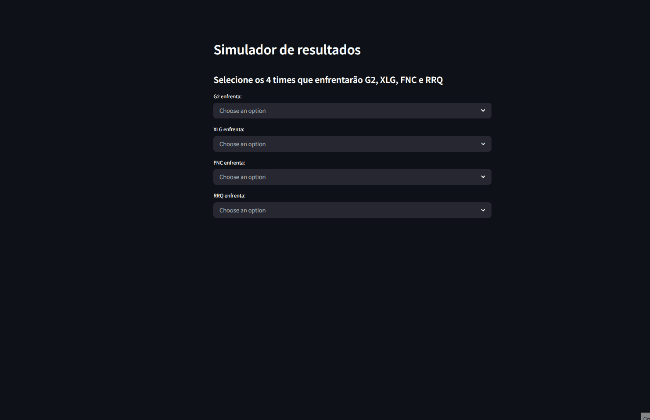 Simulador de resultados
Selecione os 4 times que enfrentarão G2, XLG, FNC e RRQ
G2 enfrenta:
Choose an option
XLG enfrenta:
Choose an option
FNC enfrenta:
Choose an option
RRQ enfrenta:
Choose an option